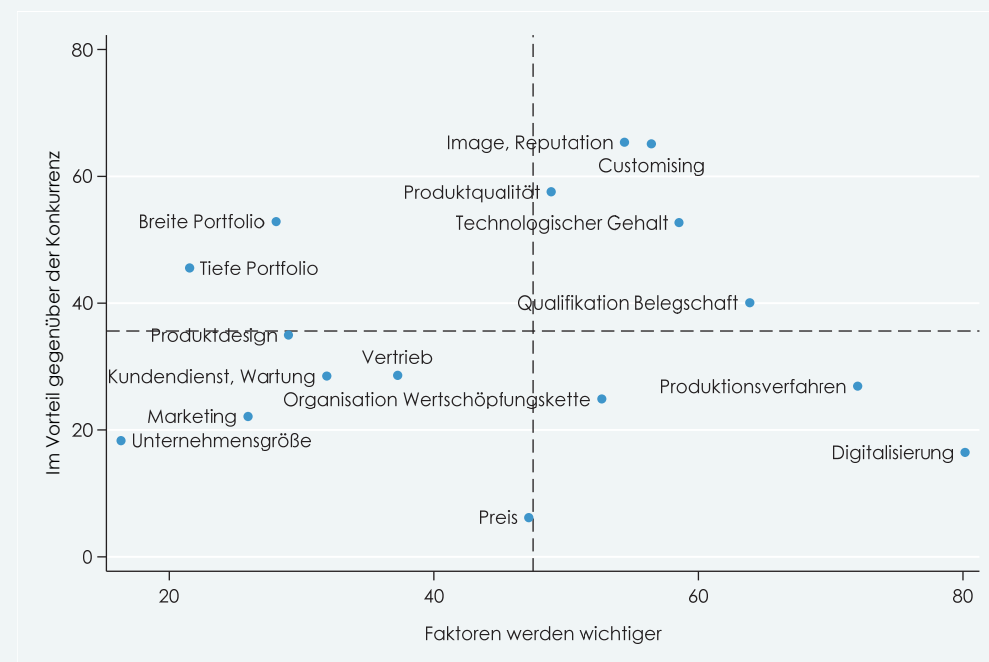 80
Image, Reputation
Customising
60
Produktqualität
Breite Portfolio
Technologischer Gehalt
Tiefe Portfolio
Qualifikation Belegschaft
40
Produktdesign
Vertrieb
Kundendienst, Wartung
Produktionsverfahren
Organisation Wertschöpfungskette
Marketing
20
Unternehmensgröße
Digitalisierung
Preis
0
Im Vorteil gegenüber der Konkurrenz
20 40 60 80
Faktoren werden wichtiger